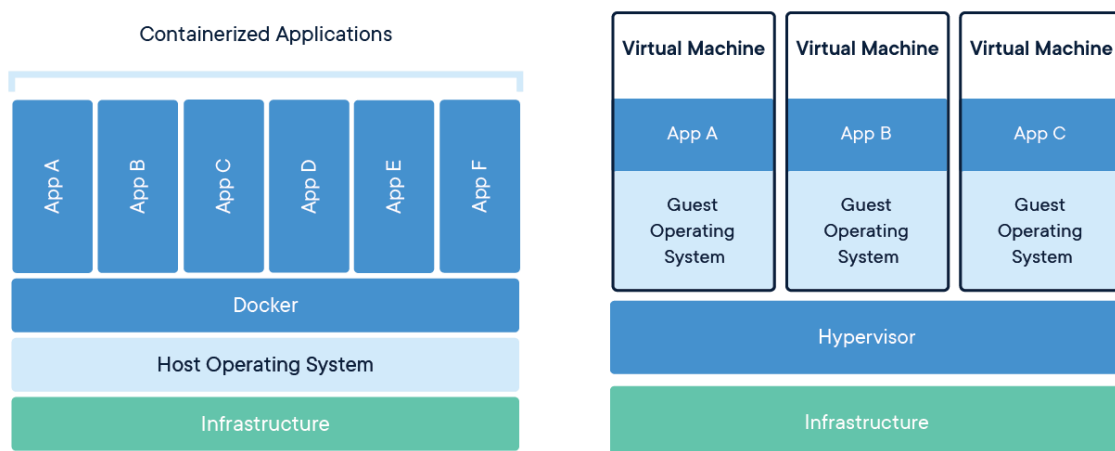 Containerized Applications
App A
App B
App C
App D
App E
App F
Docker
Host Operating System
Infrastructure
Virtual Machine
Virtual Machine
Virtual Machine
App A
App B
App C
Guest
Operating
System
Guest
Operating
System
Guest
Operating
System
Hypervisor
Infrastructure